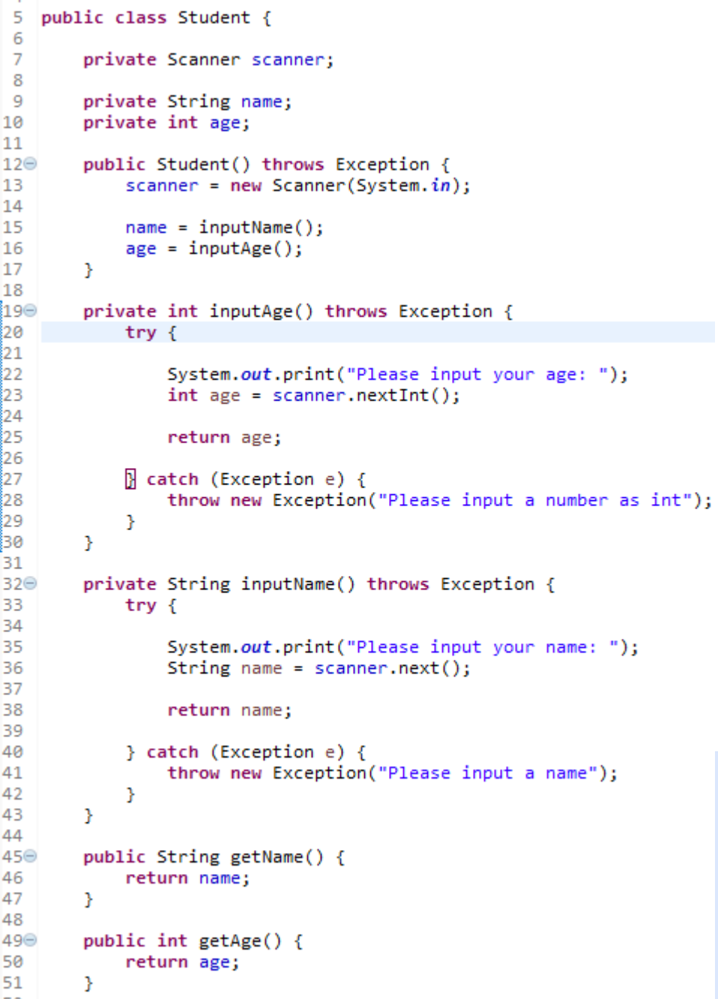 5 public class Student {
6
7 private Scanner scanner;
8
9 private String name;
10 private int age;
11
12 public Student() throws Exception {
13 scanner = new Scanner(System.in);
14
15 name = inputName();
16 age = inputAge();
17 }
18
19 private int inputAge() throws Exception {
20 try {
21
22 System.out.print("Please input your age: ");
23 int age = scanner.nextInt();
24
25 return age;
26
27 } catch (Exception e) {
28 throw new Exception("Please input a number as int");
29 }
30 }
31
32 private String inputName() throws Exception {
33 try {
34
35 System.out.print("Please input your name: ");
36 String name = scanner.next();
37
38 return name;
39
40 } catch (Exception e) {
41 throw new Exception("Please input a name");
42 }
43 }
44
45 public String getName() {
46 return name;
47 }
48
49 public int getAge() {
50 return age;
51 }